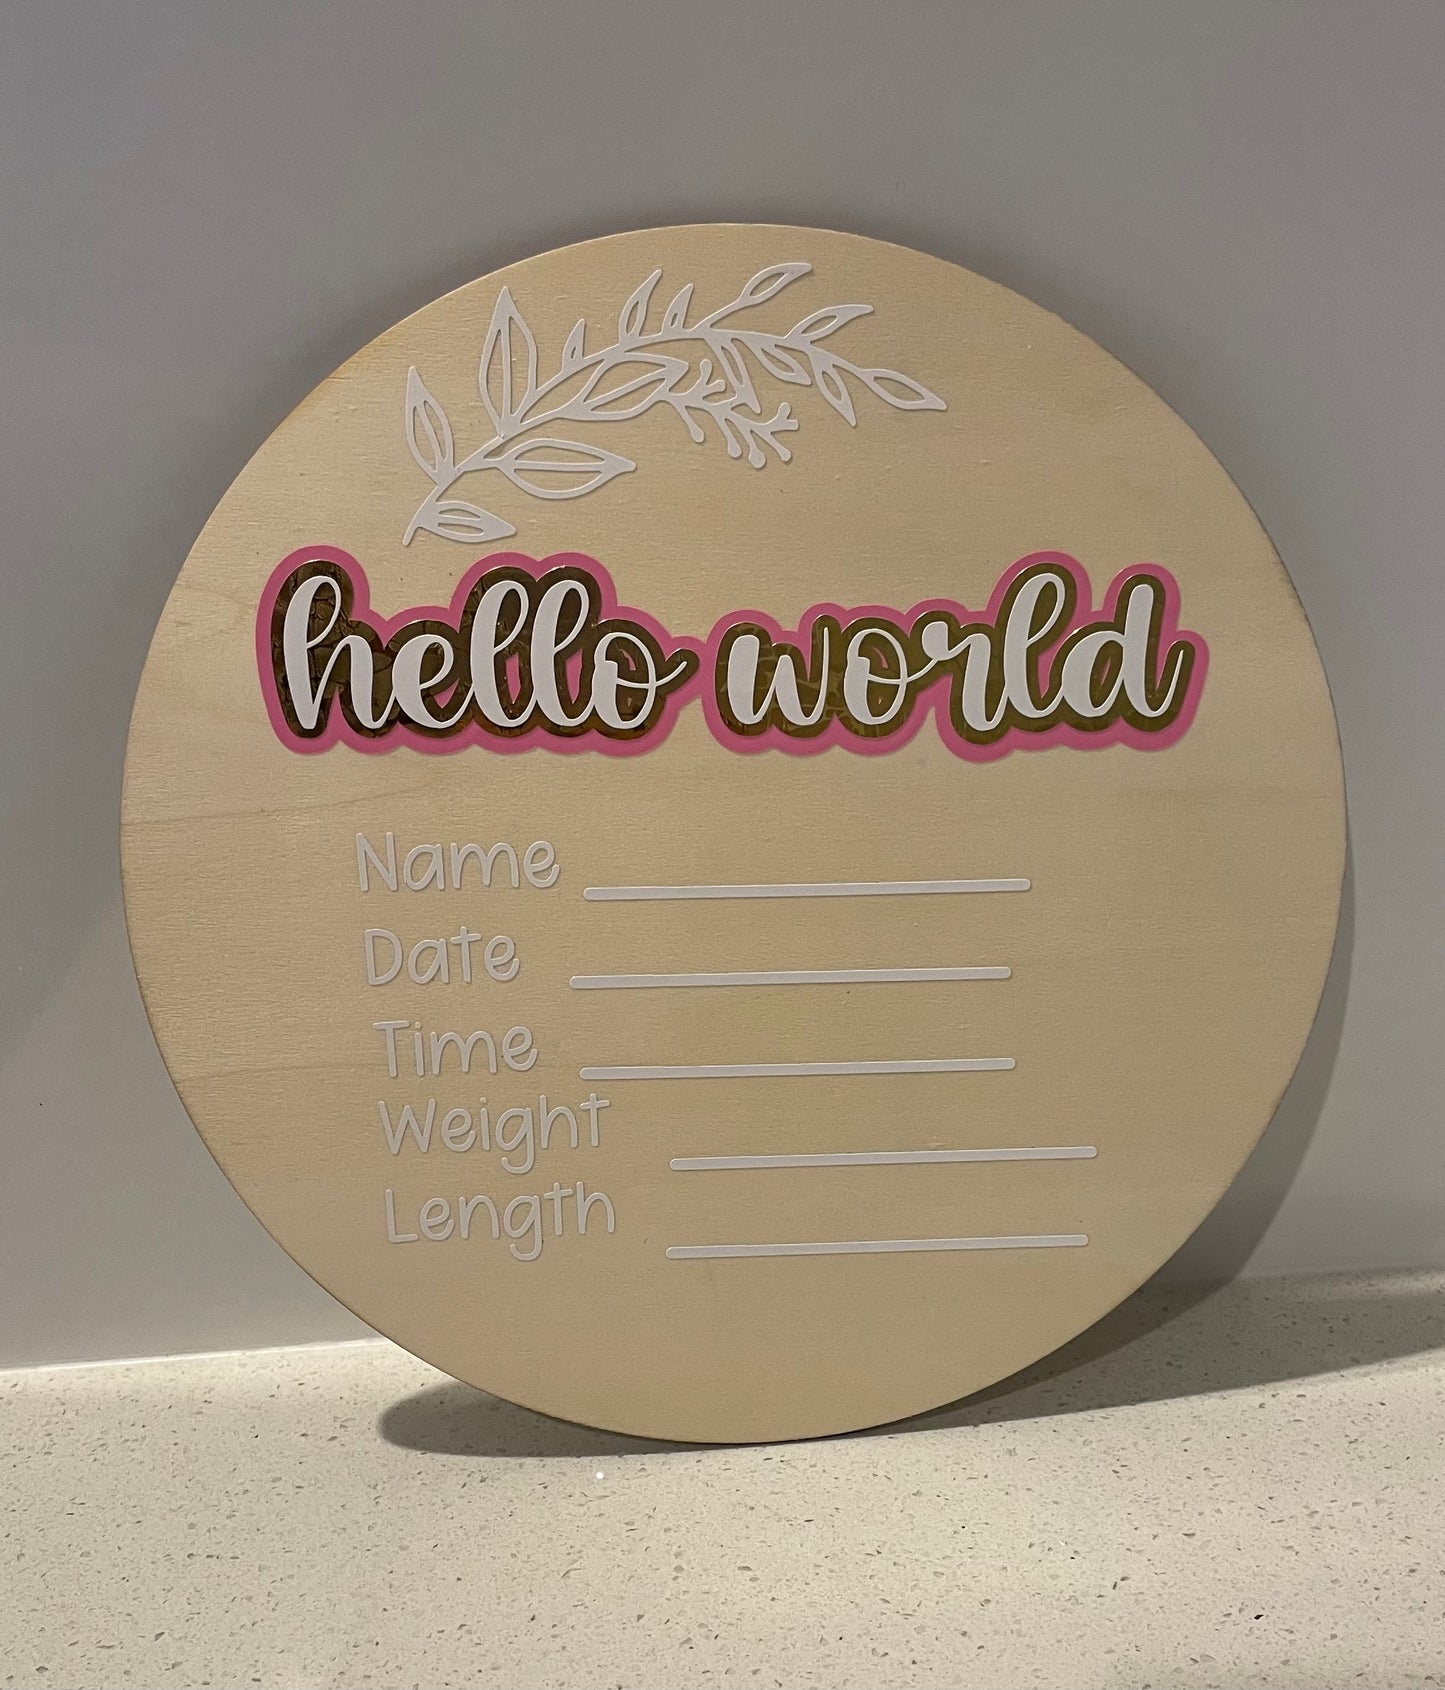 hello world
Name
Date
Time
Weight
Length